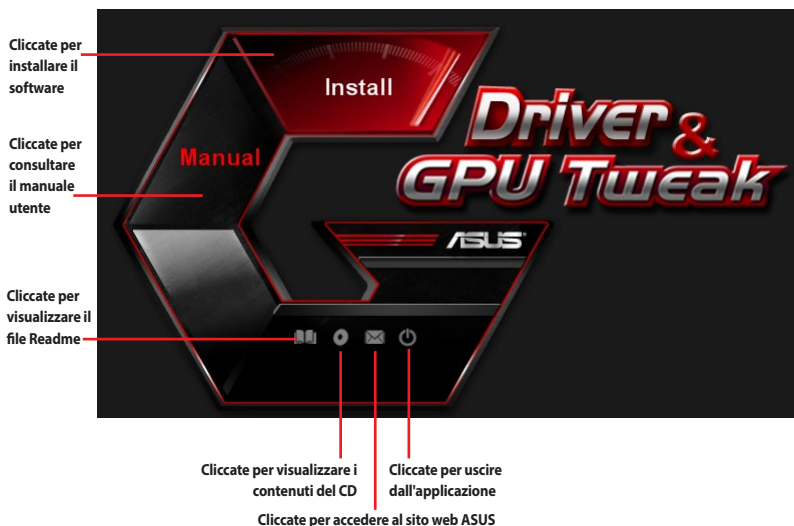 Cliccate per
installare il
software
Install
Driver &
GPU Tweak
Cliccate per
consultare
il manuale
utente
Manual
ASUS
Cliccate per
visualizzare il
file Readme
Cliccate per visualizzare i
contenuti del CD
Cliccate per uscire
dall'applicazione
Cliccate per accedere al sito web ASUS